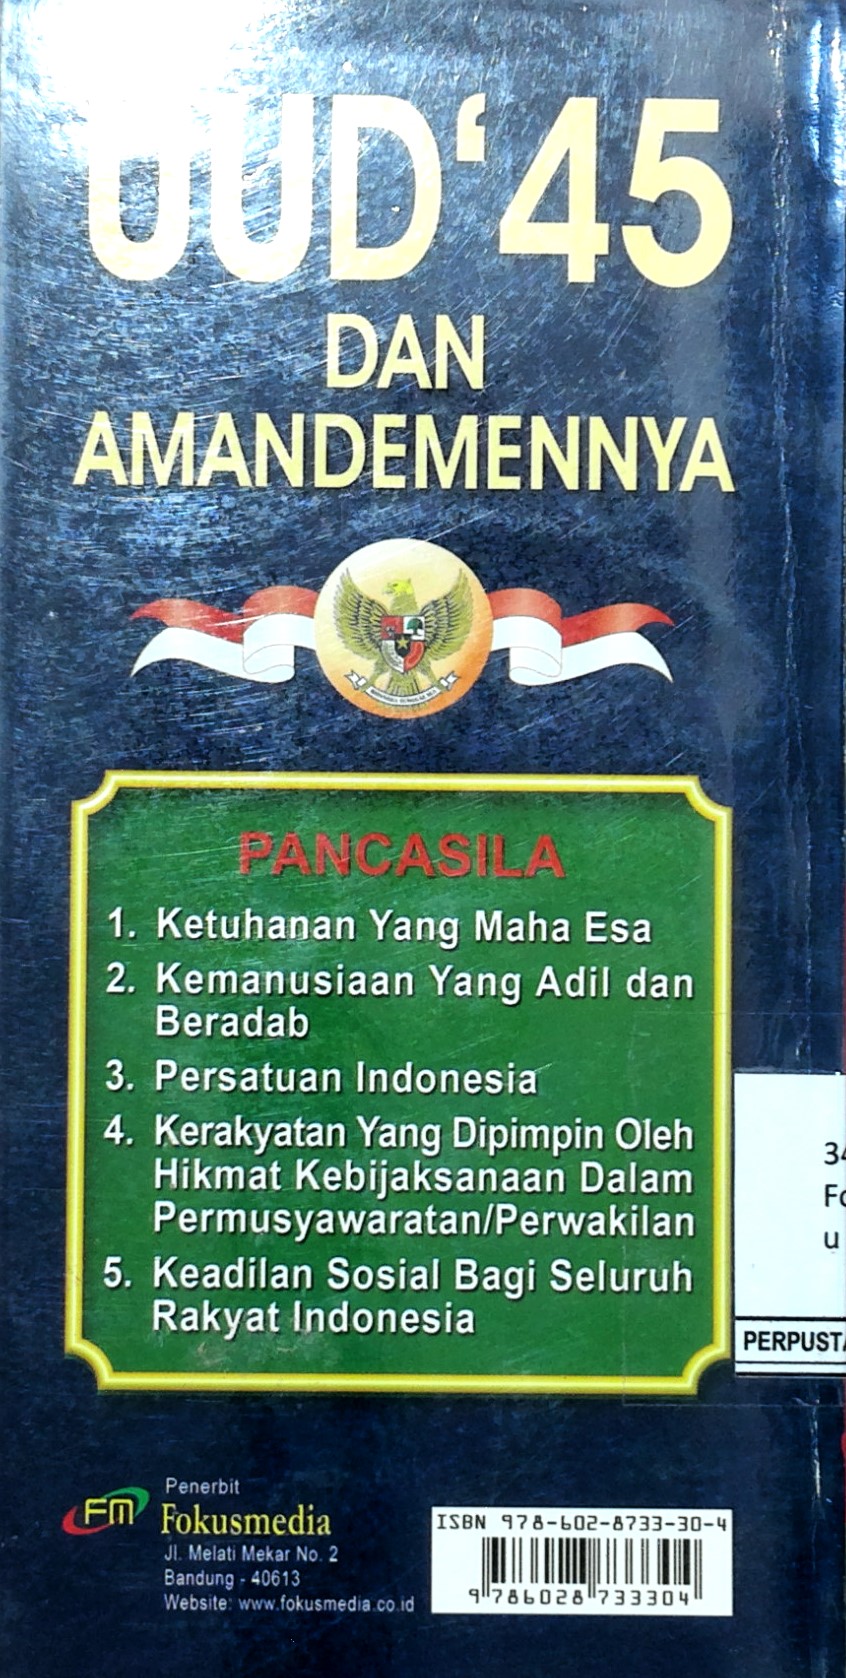 UUD'45
DAN
AMANDEMENNYA
PANCASILA
1. Ketuhanan Yang Maha Esa
2. Kemanusiaan Yang Adil dan
Beradab
3. Persatuan Indonesia
4. Kerakyatan Yang Dipimpin Oleh
Hikmat Kebijaksanaan Dalam
Permusyawaratan/Perwakilan
5. Keadilan Sosial Bagi Seluruh
Rakyat Indonesia
34
Fo
u
PERPUSTA
FM
Penerbit
Fokusmedia
Jl. Melati Mekar No. 2
Bandung - 40613
Website: www.fokusmedia.co.id
ISBN 978-602-8733-30-4
9 786028 733304